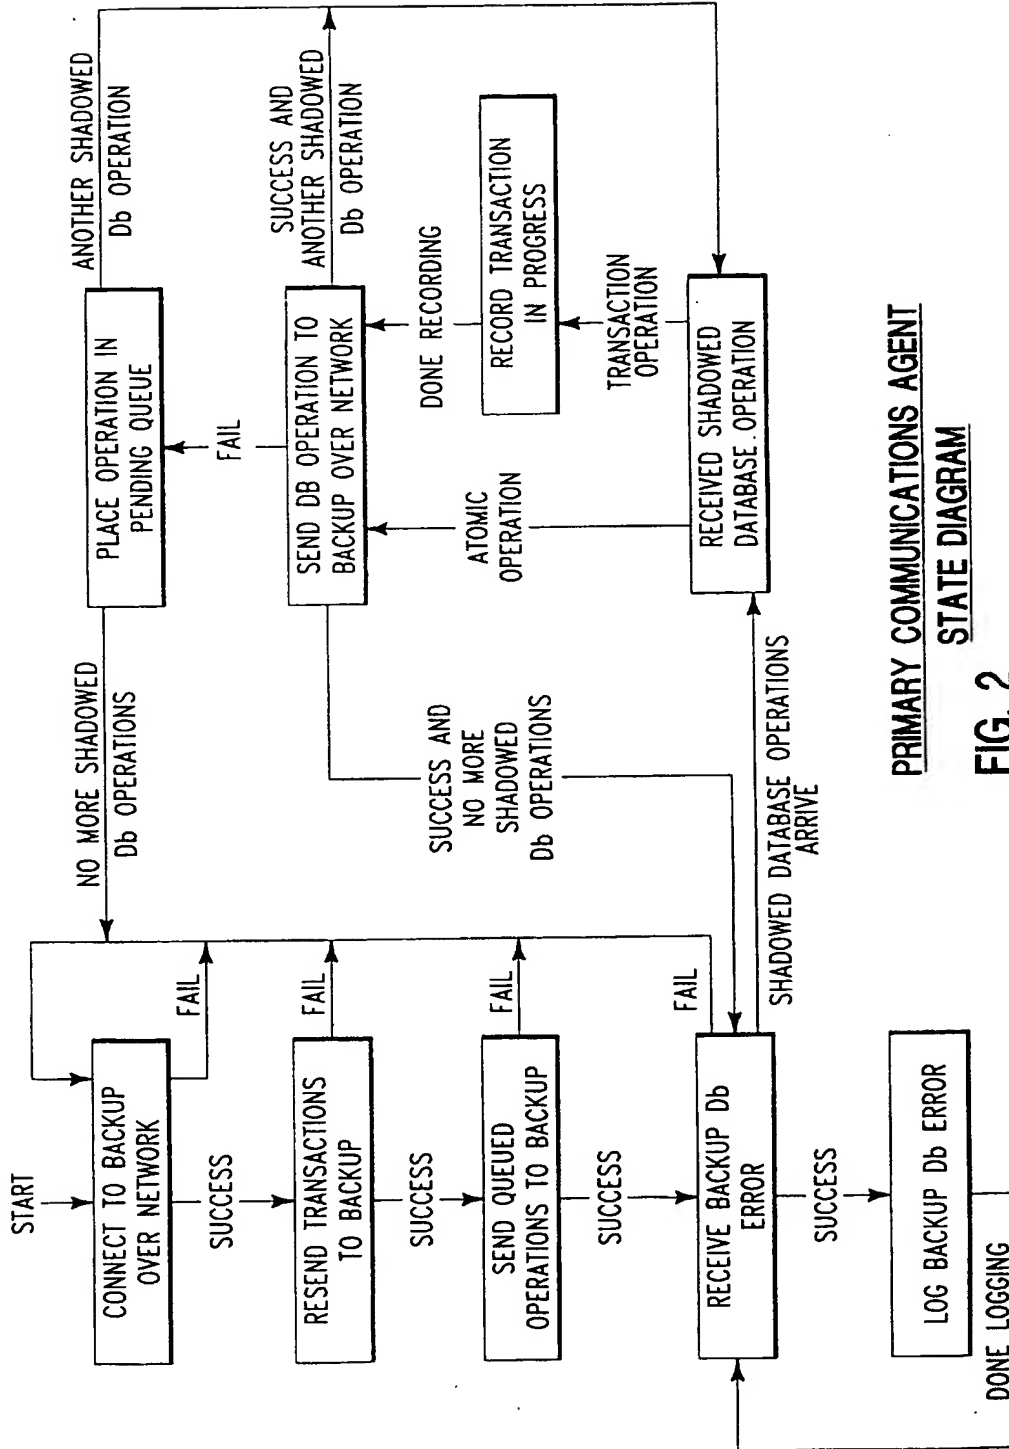 START
CONNECT TO BACKUP
OVER NETWORK
FAIL
SUCCESS
RESEND TRANSACTIONS
TO BACKUP
FAIL
SUCCESS
SEND QUEUED
OPERATIONS TO BACKUP
FAIL
SUCCESS
RECEIVE BACKUP Db
ERROR
FAIL
SUCCESS
LOG BACKUP Db ERROR
DONE LOGGING
NO MORE SHADOWED
Db OPERATIONS
SUCCESS AND
NO MORE
SHADOWED
Db OPERATIONS
SHADOWED DATABASE OPERATIONS
ARRIVE
PLACE OPERATION IN
PENDING QUEUE
FAIL
SEND DB OPERATION TO
BACKUP OVER NETWORK
ATOMIC
OPERATION
DONE RECORDING
RECORD TRANSACTION
IN PROGRESS
TRANSACTION
OPERATION
RECEIVED SHADOWED
DATABASE.OPERATION
ANOTHER SHADOWED
Db OPERATION
SUCCESS AND
ANOTHER SHADOWED
Db OPERATION
PRIMARY COMMUNICATIONS AGENT
STATE DIAGRAM
FIG. 2